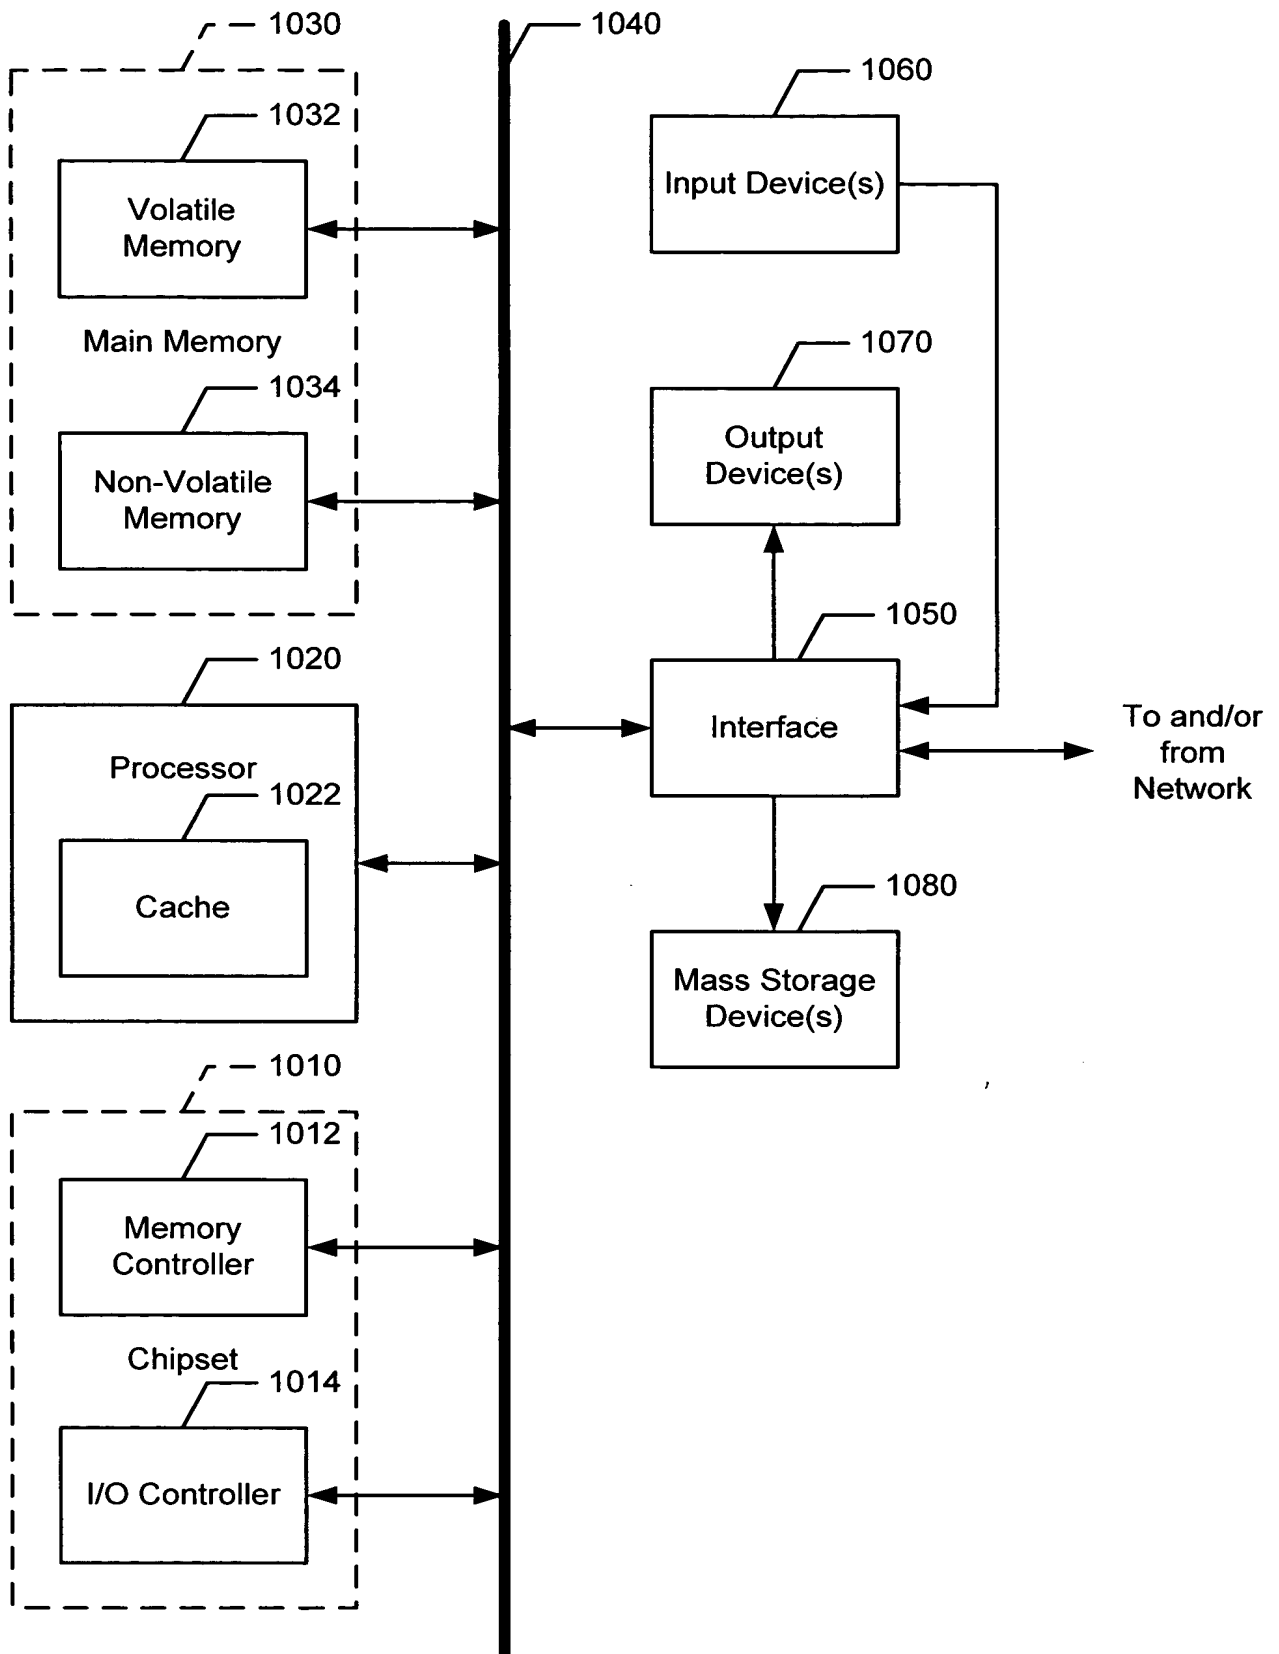 1030
1032
Volatile
Memory
Main Memory
1034
Non-Volatile
Memory
1020
Processor
1022
Cache
1010
1012
Memory
Controller
Chipset
1014
I/O Controller
1040
1060
Input Device(s)
1070
Output
Device(s)
1050
Interface
To and/or
from
Network
1080
Mass Storage
Device(s)